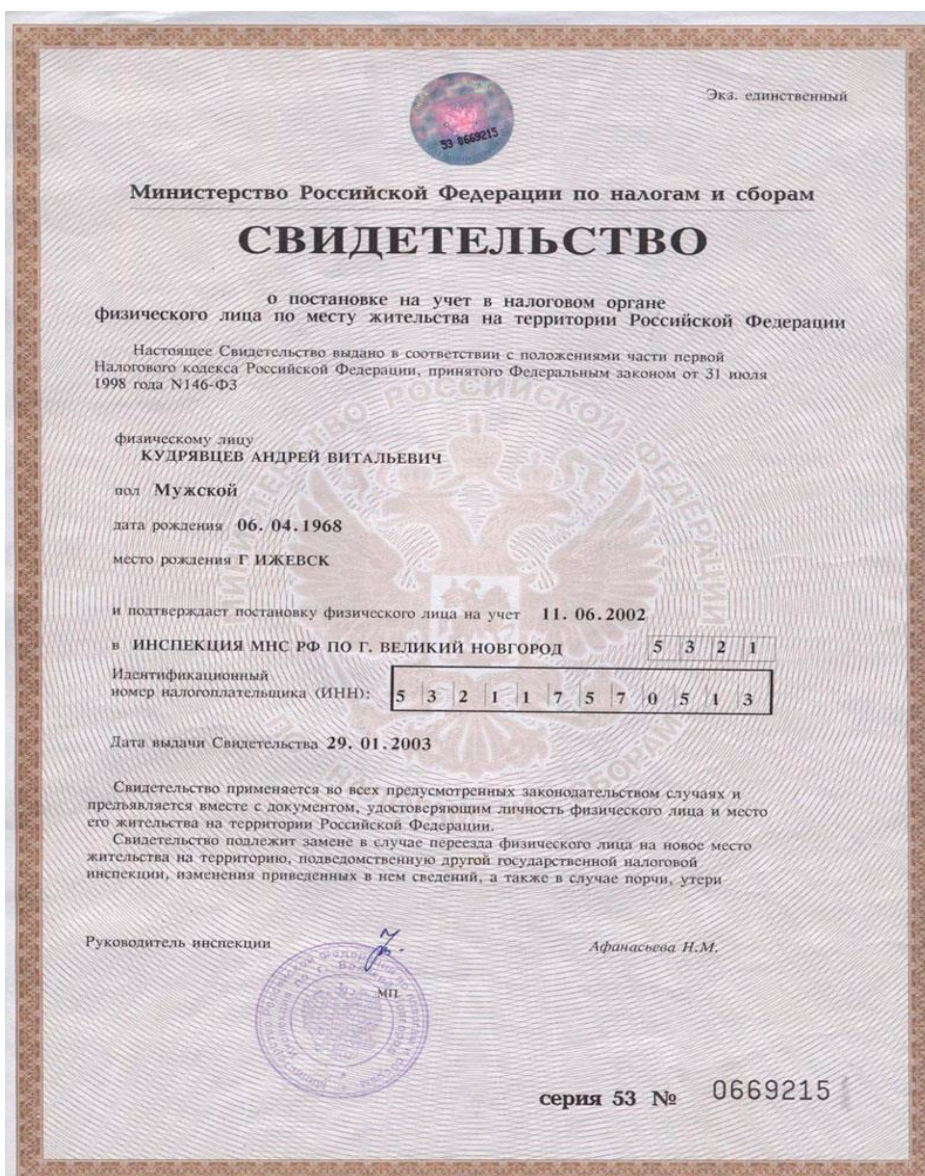 Экз. единственный
53 0669215
Министерство Российской Федерации по налогам и сборам
СВИДЕТЕЛЬСТВО
о постановке на учет в налоговом органе
физического лица по месту жительства на территории Российской Федерации
Настоящее Свидетельство выдано в соответствии с положениями части первой
Налогового кодекса Российской Федерации, принятого Федеральным законом от 31 июля
1998 года N146-ФЗ
физическому лицу
КУДРЯВЦЕВ АНДРЕЙ ВИТАЛЬЕВИЧ
пол Мужской
дата рождения 06. 04. 1968
место рождения Г ИЖЕВСК
и подтверждает постановку физического лица на учет 11. 06. 2002
в ИНСПЕКЦИЯ МНС РФ ПО Г. ВЕЛИКИЙ НОВГОРОД 5 3 2 1
Идентификационный
номер налогоплательщика (ИНН): 5 3 2 1 1 7 5 7 0 5 1 3
Дата выдачи Свидетельства 29. 01. 2003
Свидетельство применяется во всех предусмотренных законодательством случаях и
предъявляется вместе с документом, удостоверяющим личность физического лица и место
его жительства на территории Российской Федерации.
Свидетельство подлежит замене в случае переезда физического лица на новое место
жительства на территорию, подведомственную другой государственной налоговой
инспекции, изменения приведенных в нем сведений, а также в случае порчи, утери
Руководитель инспекции
Афанасьева Н.М.
МП
серия 53 № 0669215